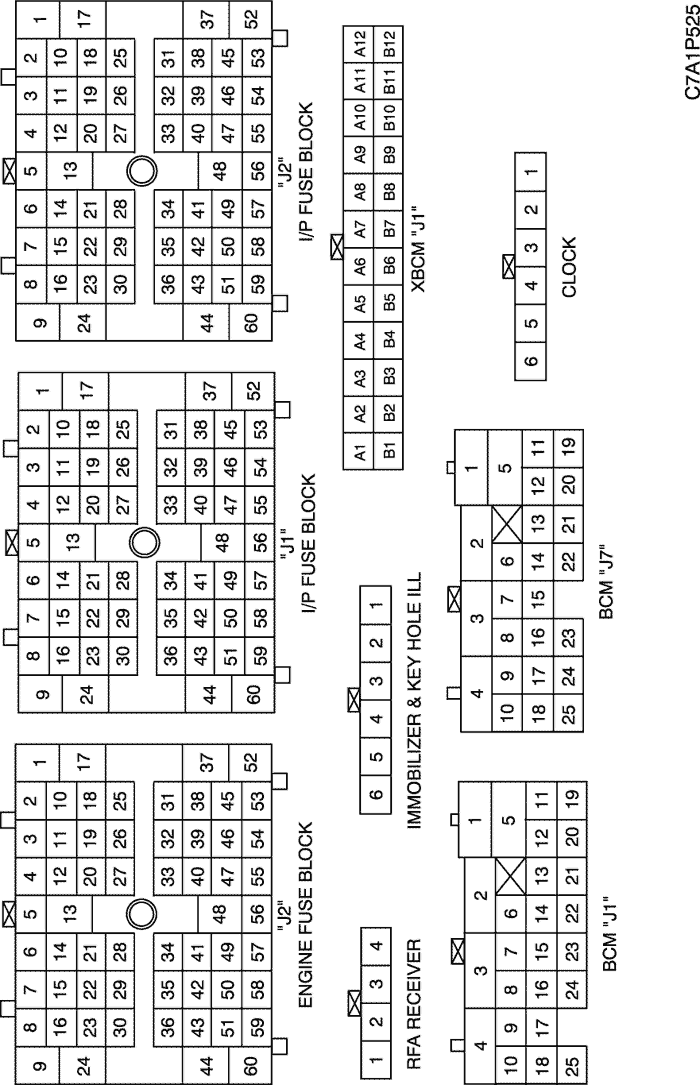 9 8 7 6 5 4 3 2 1
24 16 15 14 13 12 11 10 17
23 22 21 20 19 18
30 29 28 27 26 25
36 35 34 33 32 31
44 43 42 41 48 40 39 38 37
51 50 49 47 46 45
60 59 58 57 56 55 54 53 52
"J2"
ENGINE FUSE BLOCK
9 8 7 6 5 4 3 2 1
24 16 15 14 13 12 11 10 17
23 22 21 20 19 18
30 29 28 27 26 25
36 35 34 33 32 31
44 43 42 41 48 40 39 38 37
51 50 49 47 46 45
60 59 58 57 56 55 54 53 52
"J1"
I/P FUSE BLOCK
9 8 7 6 5 4 3 2 1
24 16 15 14 13 12 11 10 17
23 22 21 20 19 18
30 29 28 27 26 25
36 35 34 33 32 31
44 43 42 41 48 40 39 38 37
51 50 49 47 46 45
60 59 58 57 56 55 54 53 52
"J2"
I/P FUSE BLOCK
1 2 3 4
RFA RECEIVER
6 5 4 3 2 1
IMMOBILIZER & KEY HOLE ILL
A1 A2 A3 A4 A5 A6 A7 A8 A9 A10 A11 A12
B1 B2 B3 B4 B5 B6 B7 B8 B9 B10 B11 B12
XBCM "J1"
4 3 2 1
10 9 8 7 6 5
18 17 16 15 14 13 12 11
25 24 23 22 21 20 19
BCM "J1"
4 3 2 1
10 9 8 7 6 5
18 17 16 15 14 13 12 11
25 24 23 22 21 20 19
BCM "J7"
6 5 4 3 2 1
CLOCK
C7A1P525